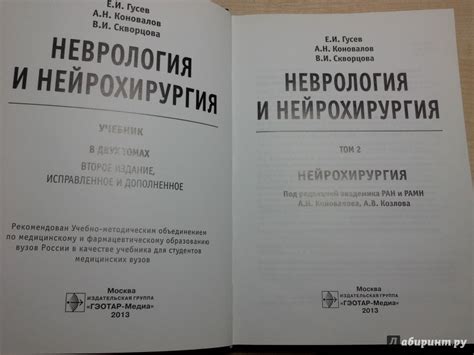 Е.И. Гусев
А.Н. Коновалов
В.И. Скворцова
НЕВРОЛОГИЯ
И НЕЙРОХИРУРГИЯ
УЧЕБНИК
В ДВУХ ТОМАХ
ВТОРОЕ ИЗДАНИЕ,
ИСПРАВЛЕННОЕ И ДОПОЛНЕННОЕ
Рекомендован Учебно-методическим объединением
по медицинскому и фармацевтическому образованию
вузов России в качестве учебника для студентов
медицинских вузов
Москва
ИЗДАТЕЛЬСКАЯ ГРУППА
«ГЭОТАР-Медиа»
2013
Е.И. Гусев
А.Н. Коновалов
В.И. Скворцова
НЕВРОЛОГИЯ
И НЕЙРОХИРУРГИЯ
ТОМ 2
НЕЙРОХИРУРГИЯ
Под редакцией академика РАН и РАМН
А.Н. Коновалова, А.В. Козлова
Москва
ИЗДАТЕЛЬСКАЯ ГРУППА
«ГЭОТАР-Медиа»
2013
Лабиринт.ру